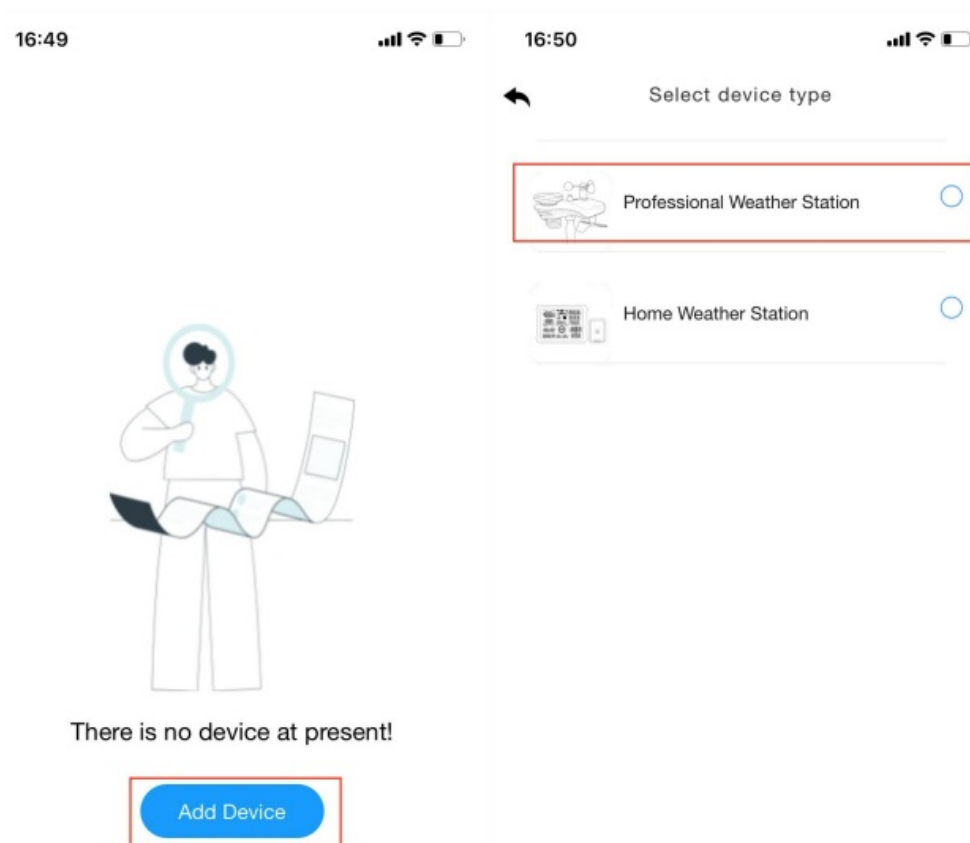 16:49
There is no device at present!
Add Device
16:50
Select device type
Professional Weather Station
Home Weather Station